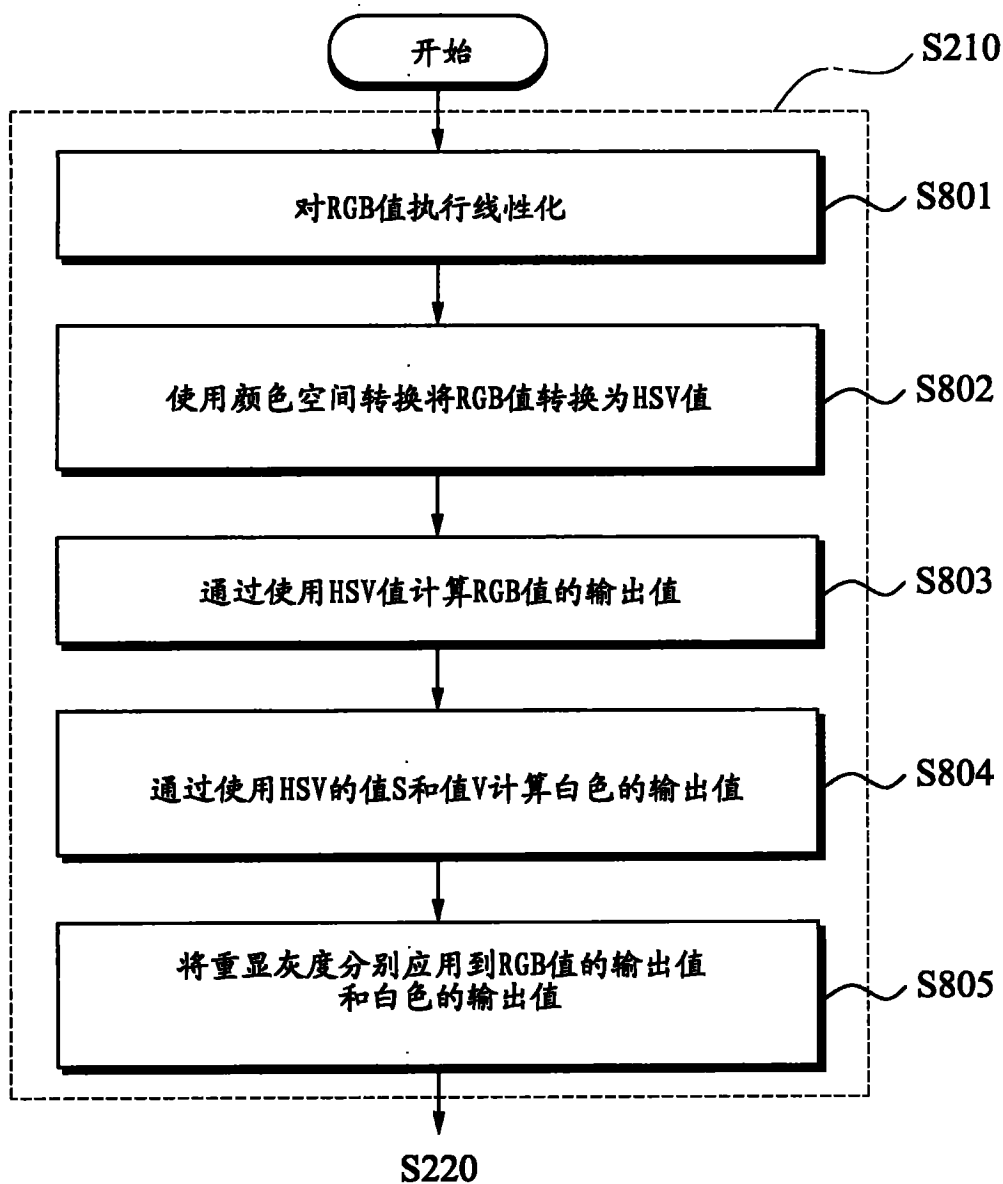 开始
S210
对RGB值执行线性化
S801
使用颜色空间转换将RGB值转换为HSV值
S802
通过使用HSV值计算RGB值的输出值
S803
通过使用HSV的值S和值V计算白色的输出值
S804
将重显灰度分别应用到RGB值的输出值
和白色的输出值
S805
S220